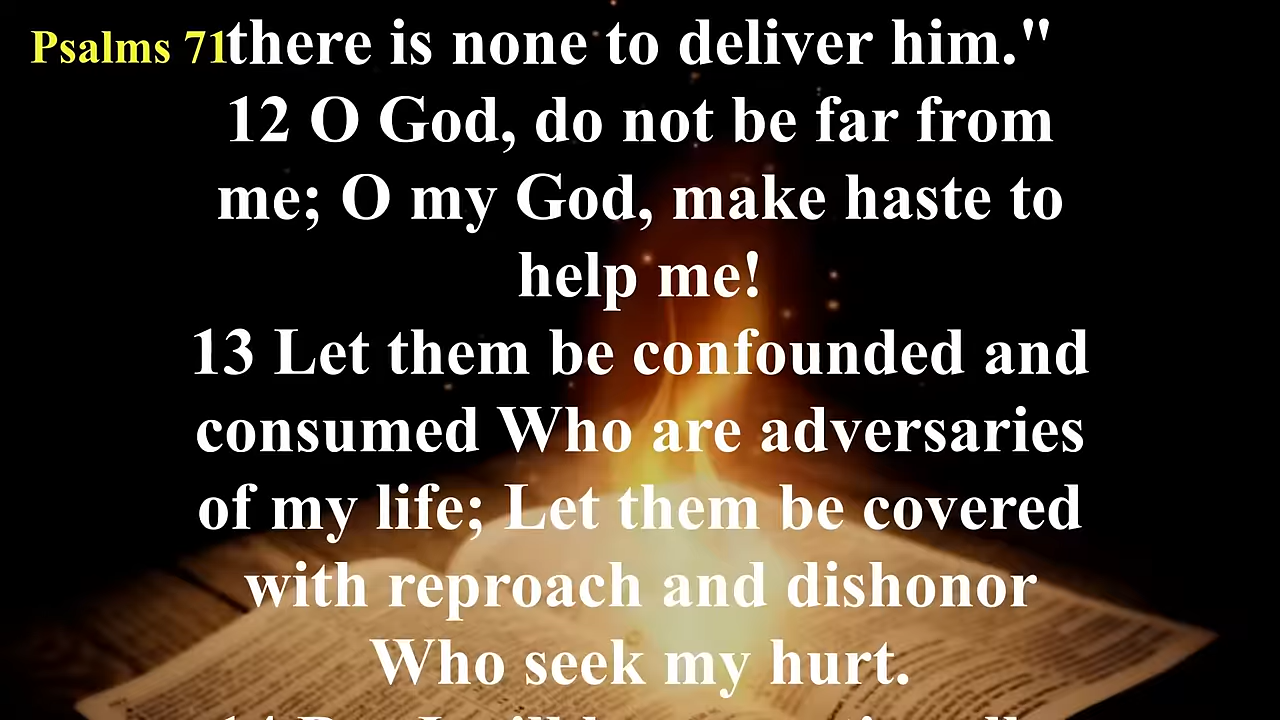 Psalms 71
there is none to deliver him."
12 O God, do not be far from
me; O my God, make haste to
help me!
13 Let them be confounded and
consumed Who are adversaries
of my life; Let them be covered
with reproach and dishonor
Who seek my hurt.